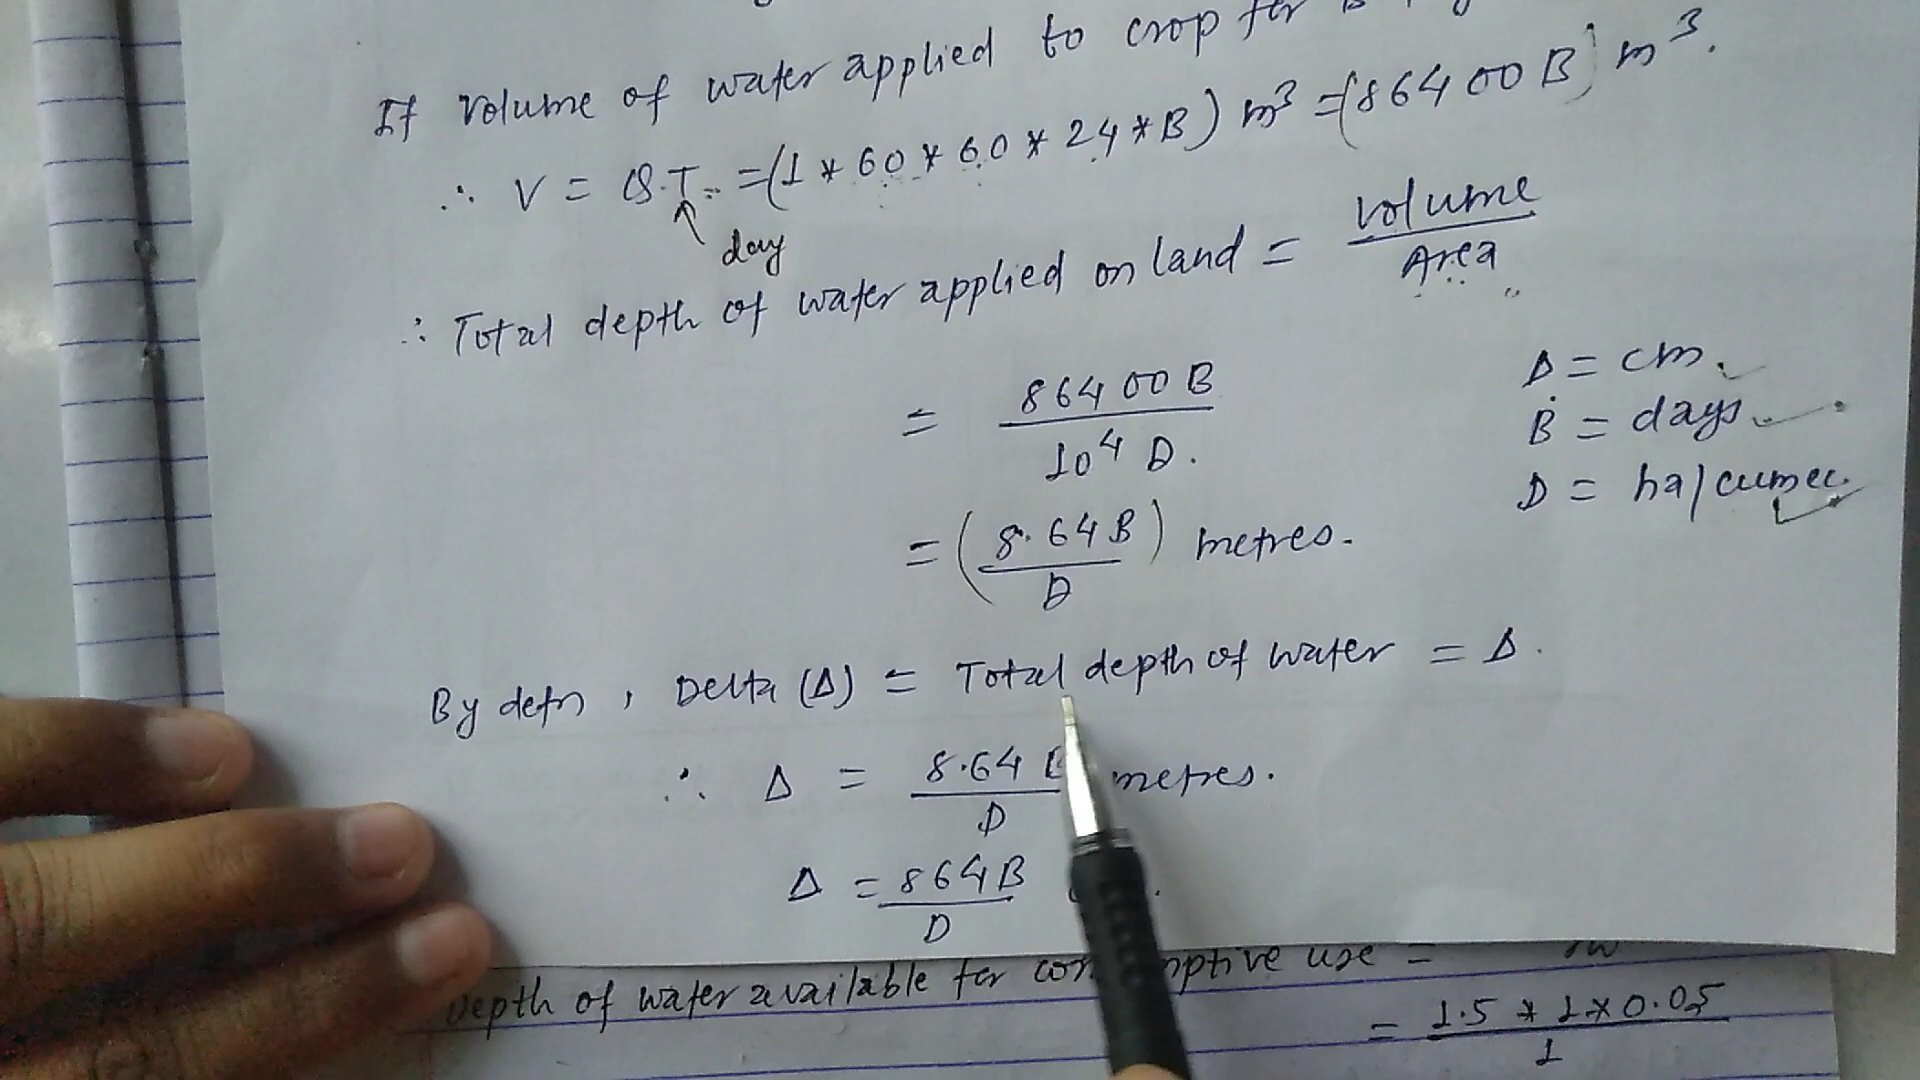 If volume of water applied to crop for B
∴ V = Q.T = (1 * 60 * 60 * 24 * B) m³ = (86400 B) m³.
day
∴ Total depth of water applied on land = Volume / Area
= 86400 B / 10⁴ D.
= (8.64 B / D) metres.
Δ = cm.
B = days
D = ha/cumec.
By defn, Delta (Δ) = Total depth of water = Δ.
∴ Δ = 8.64 / D metres.
Δ = 864 B / D
Depth of water available for consumptive use =
= 1.5 * 1 * 0.05 / 1